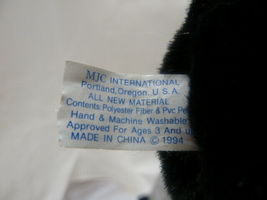 MJC INTERNATIONAL
Portland, Oregon. U.S.A.
ALL NEW MATERIAL
Contents: Polyester Fiber & Pvc Pe
Hand & Machine Washable
Approved For Ages 3 and u
MADE IN CHINA © 1994